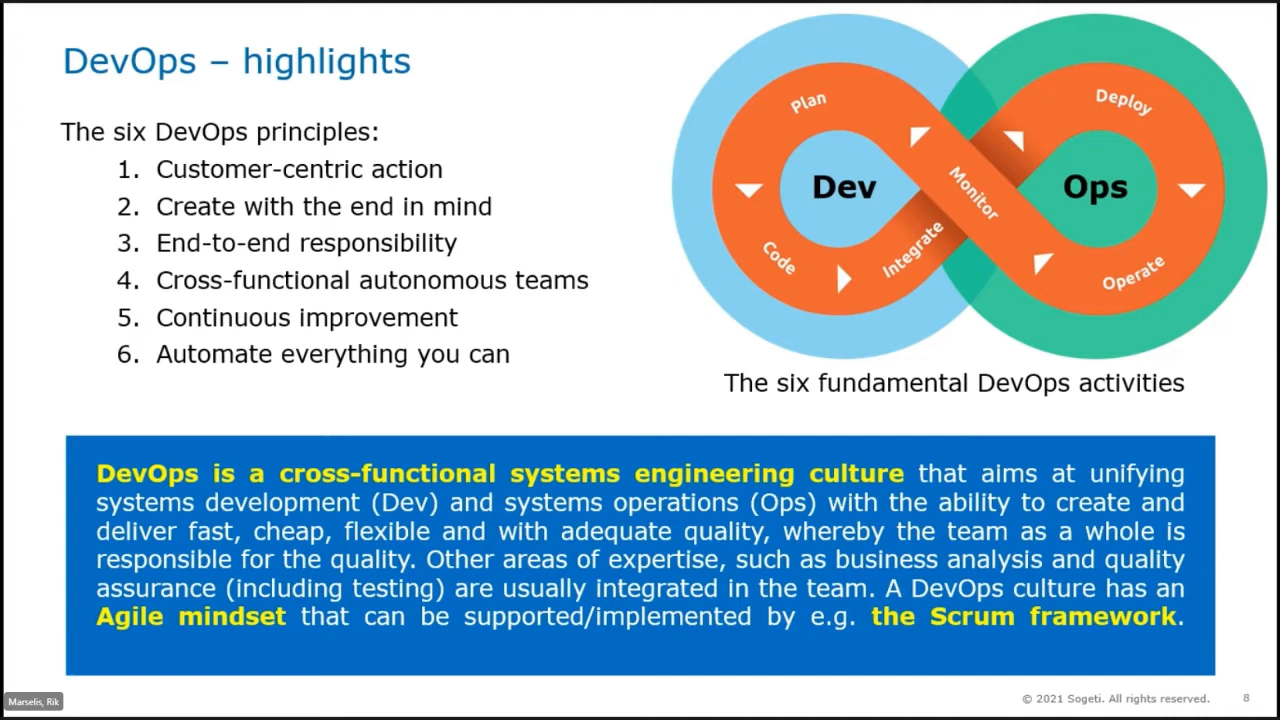 DevOps – highlights
The six DevOps principles:
1. Customer-centric action
2. Create with the end in mind
3. End-to-end responsibility
4. Cross-functional autonomous teams
5. Continuous improvement
6. Automate everything you can
Plan
Code
Integrate
Dev
Monitor
Deploy
Ops
Operate
The six fundamental DevOps activities
DevOps is a cross-functional systems engineering culture that aims at unifying
systems development (Dev) and systems operations (Ops) with the ability to create and
deliver fast, cheap, flexible and with adequate quality, whereby the team as a whole is
responsible for the quality. Other areas of expertise, such as business analysis and quality
assurance (including testing) are usually integrated in the team. A DevOps culture has an
Agile mindset that can be supported/implemented by e.g. the Scrum framework.
Marselis, Rik
© 2021 Sogeti. All rights reserved. 8